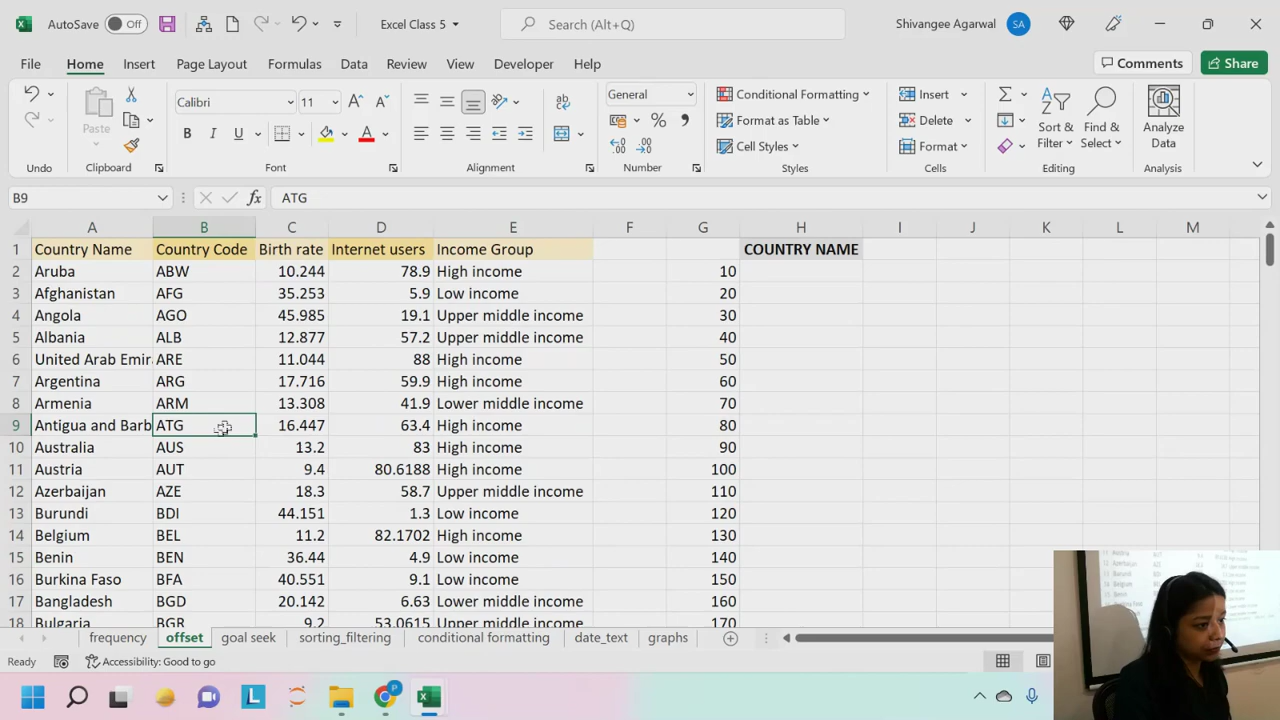 AutoSave Off Excel Class 5 Search (Alt+Q) Shivangee Agarwal SA
File Home Insert Page Layout Formulas Data Review View Developer Help Comments Share
Calibri 11 General Conditional Formatting Insert
Paste B I U A % Format as Table Delete Sort & Find & Analyze
Cell Styles Format Filter Select Data
Undo Clipboard Font Alignment Number Styles Cells Editing Analysis
B9 fx ATG
A B C D E F G H I J K L M
1 Country Name Country Code Birth rate Internet users Income Group COUNTRY NAME
2 Aruba ABW 10.244 78.9 High income 10
3 Afghanistan AFG 35.253 5.9 Low income 20
4 Angola AGO 45.985 19.1 Upper middle income 30
5 Albania ALB 12.877 57.2 Upper middle income 40
6 United Arab Emir ARE 11.044 88 High income 50
7 Argentina ARG 17.716 59.9 High income 60
8 Armenia ARM 13.308 41.9 Lower middle income 70
9 Antigua and Barb ATG 16.447 63.4 High income 80
10 Australia AUS 13.2 83 High income 90
11 Austria AUT 9.4 80.6188 High income 100
12 Azerbaijan AZE 18.3 58.7 Upper middle income 110
13 Burundi BDI 44.151 1.3 Low income 120
14 Belgium BEL 11.2 82.1702 High income 130
15 Benin BEN 36.44 4.9 Low income 140
16 Burkina Faso BFA 40.551 9.1 Low income 150
17 Bangladesh BGD 20.142 6.63 Lower middle income 160
18 Bulgaria BGR 9.2 53.0615 Upper middle income 170
frequency offset goal seek sorting_filtering conditional formatting date_text graphs
Ready Accessibility: Good to go